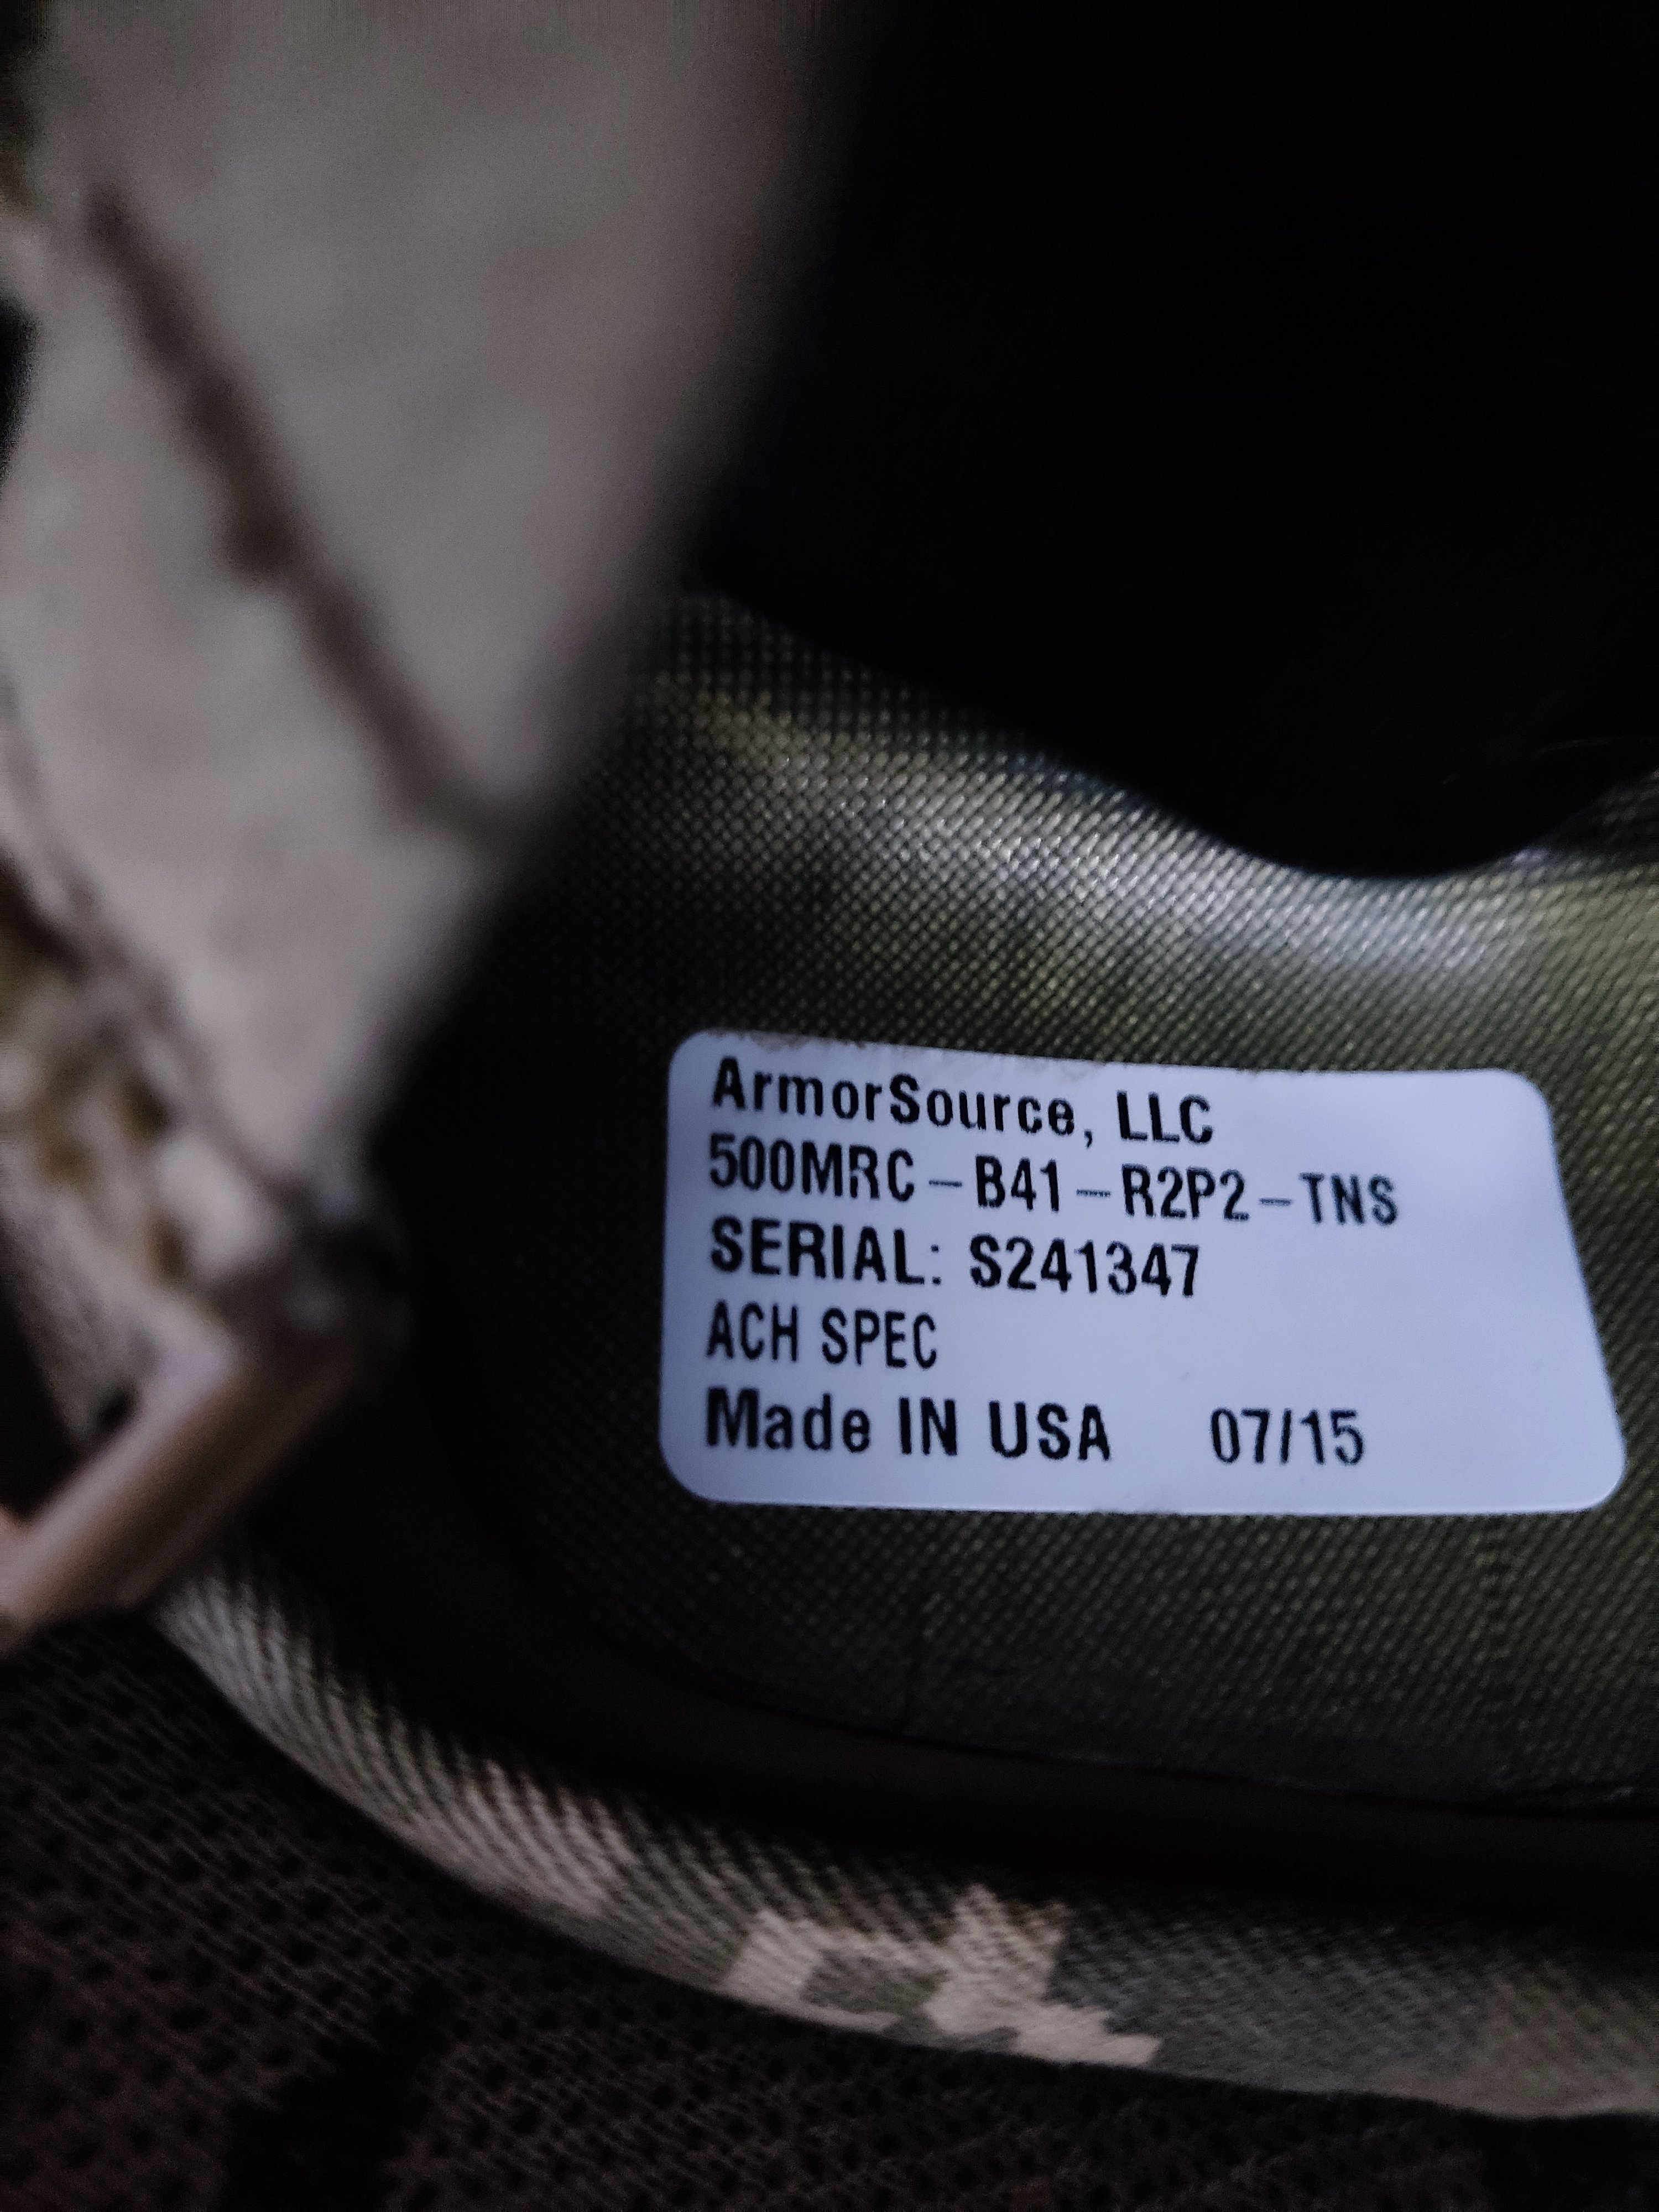 ArmorSource, LLC
500MRC-B41-R2P2-TNS
SERIAL: S241347
ACH SPEC
Made IN USA 07/15